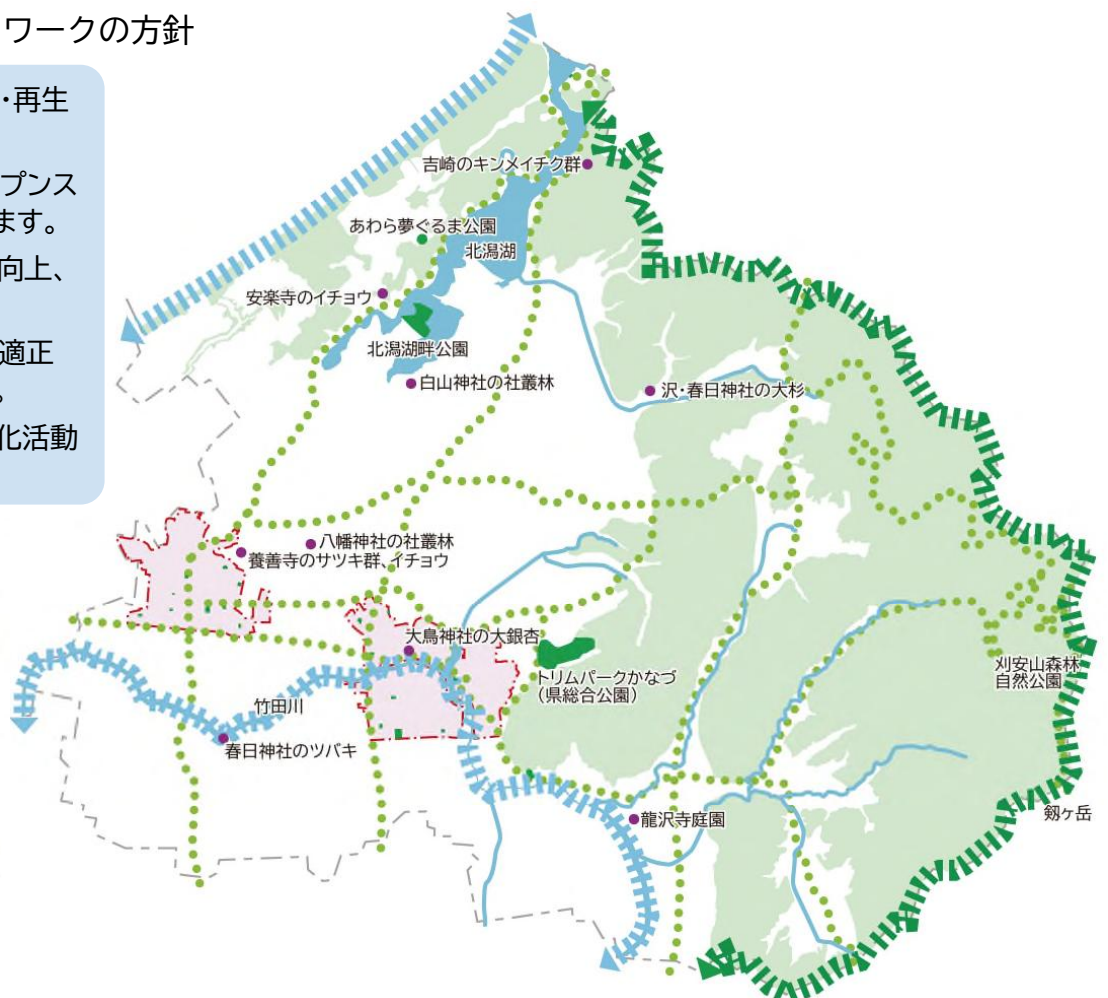 ワークの方針
・再生
プンス
ます。
向上、
適正
。
化活動
吉崎のキンメイチク群
あわら夢ぐるま公園
北潟湖
安楽寺のイチョウ
北潟湖畔公園
白山神社の社叢林
沢・春日神社の大杉
八幡神社の社叢林
養善寺のサツキ群、イチョウ
大鳥神社の大銀杏
トリムパークかなづ
（県総合公園）
刈安山森林
自然公園
竹田川
春日神社のツバキ
龍沢寺庭園
剱ヶ岳